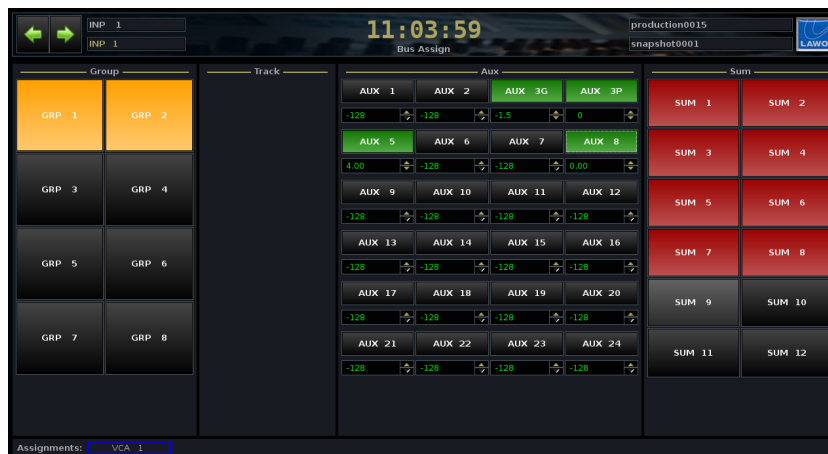 INP 1
INP 1
11:03:59
Bus Assign
production0015
snapshot0001
LAWO
Group
Track
Aux
Sum
GRP 1 GRP 2
GRP 3 GRP 4
GRP 5 GRP 6
GRP 7 GRP 8
AUX 1 AUX 2 AUX 3G AUX 3P
-128 -128 -1.5 0
AUX 5 AUX 6 AUX 7 AUX 8
4.00 -128 -128 0.00
AUX 9 AUX 10 AUX 11 AUX 12
-128 -128 -128 -128
AUX 13 AUX 14 AUX 15 AUX 16
-128 -128 -128 -128
AUX 17 AUX 18 AUX 19 AUX 20
-128 -128 -128 -128
AUX 21 AUX 22 AUX 23 AUX 24
-128 -128 -128 -128
SUM 1 SUM 2
SUM 3 SUM 4
SUM 5 SUM 6
SUM 7 SUM 8
SUM 9 SUM 10
SUM 11 SUM 12
Assignments: VCA 1